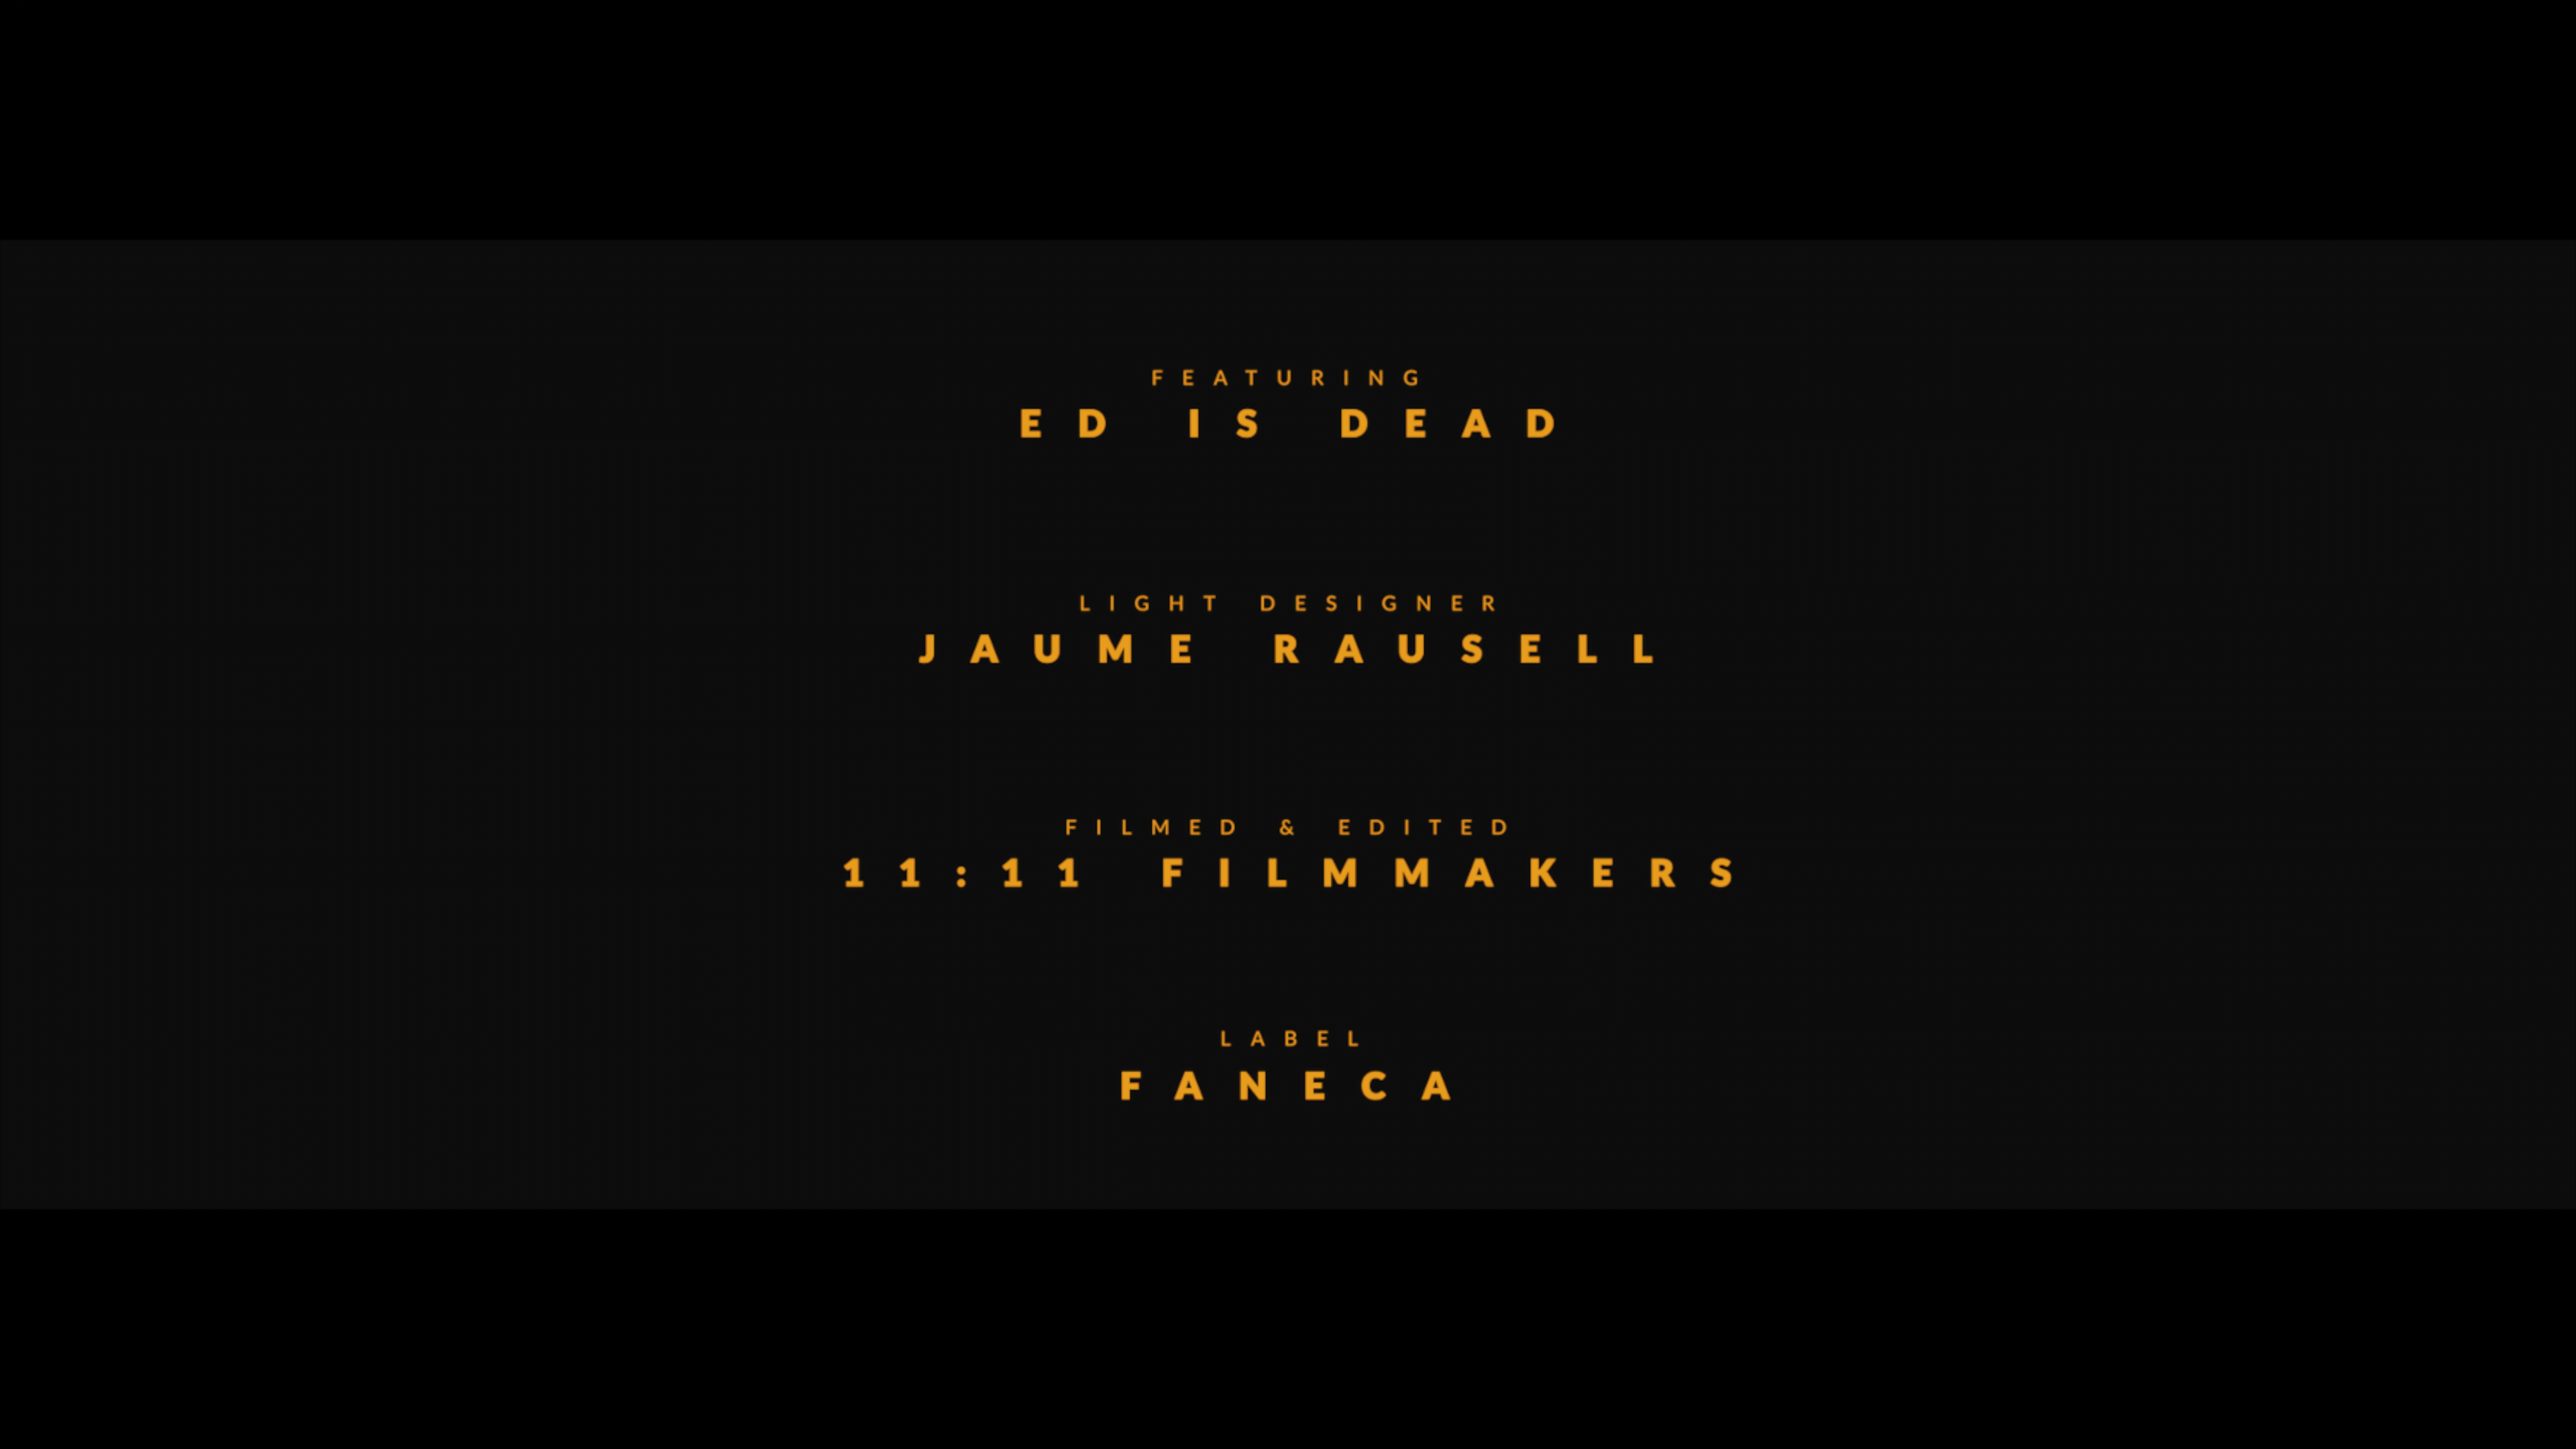 FEATURING
ED IS DEAD
LIGHT DESIGNER
JAUME RAUSELL
FILMED & EDITED
11:11 FILMMAKERS
LABEL
FANECA